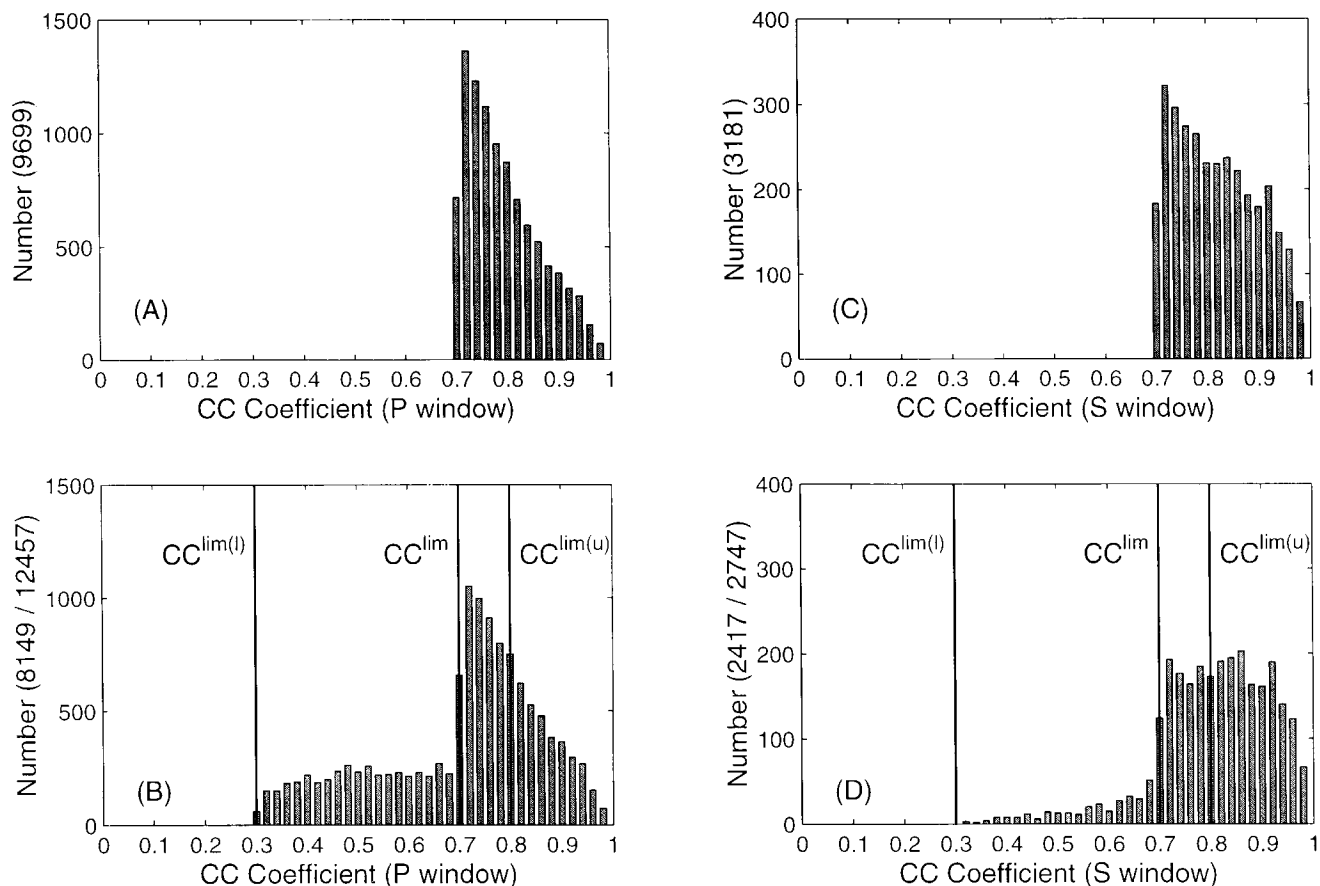 1500
1000
500
0
Number (9699)
(A)
0 0.1 0.2 0.3 0.4 0.5 0.6 0.7 0.8 0.9 1
CC Coefficient (P window)
400
300
200
100
0
Number (3181)
(C)
0 0.1 0.2 0.3 0.4 0.5 0.6 0.7 0.8 0.9 1
CC Coefficient (S window)
1500
1000
500
0
Number (8149 / 12457)
CC^lim(l) CC^lim CC^lim(u)
(B)
0 0.1 0.2 0.3 0.4 0.5 0.6 0.7 0.8 0.9 1
CC Coefficient (P window)
400
300
200
100
0
Number (2417 / 2747)
CC^lim(l) CC^lim CC^lim(u)
(D)
0 0.1 0.2 0.3 0.4 0.5 0.6 0.7 0.8 0.9 1
CC Coefficient (S window)